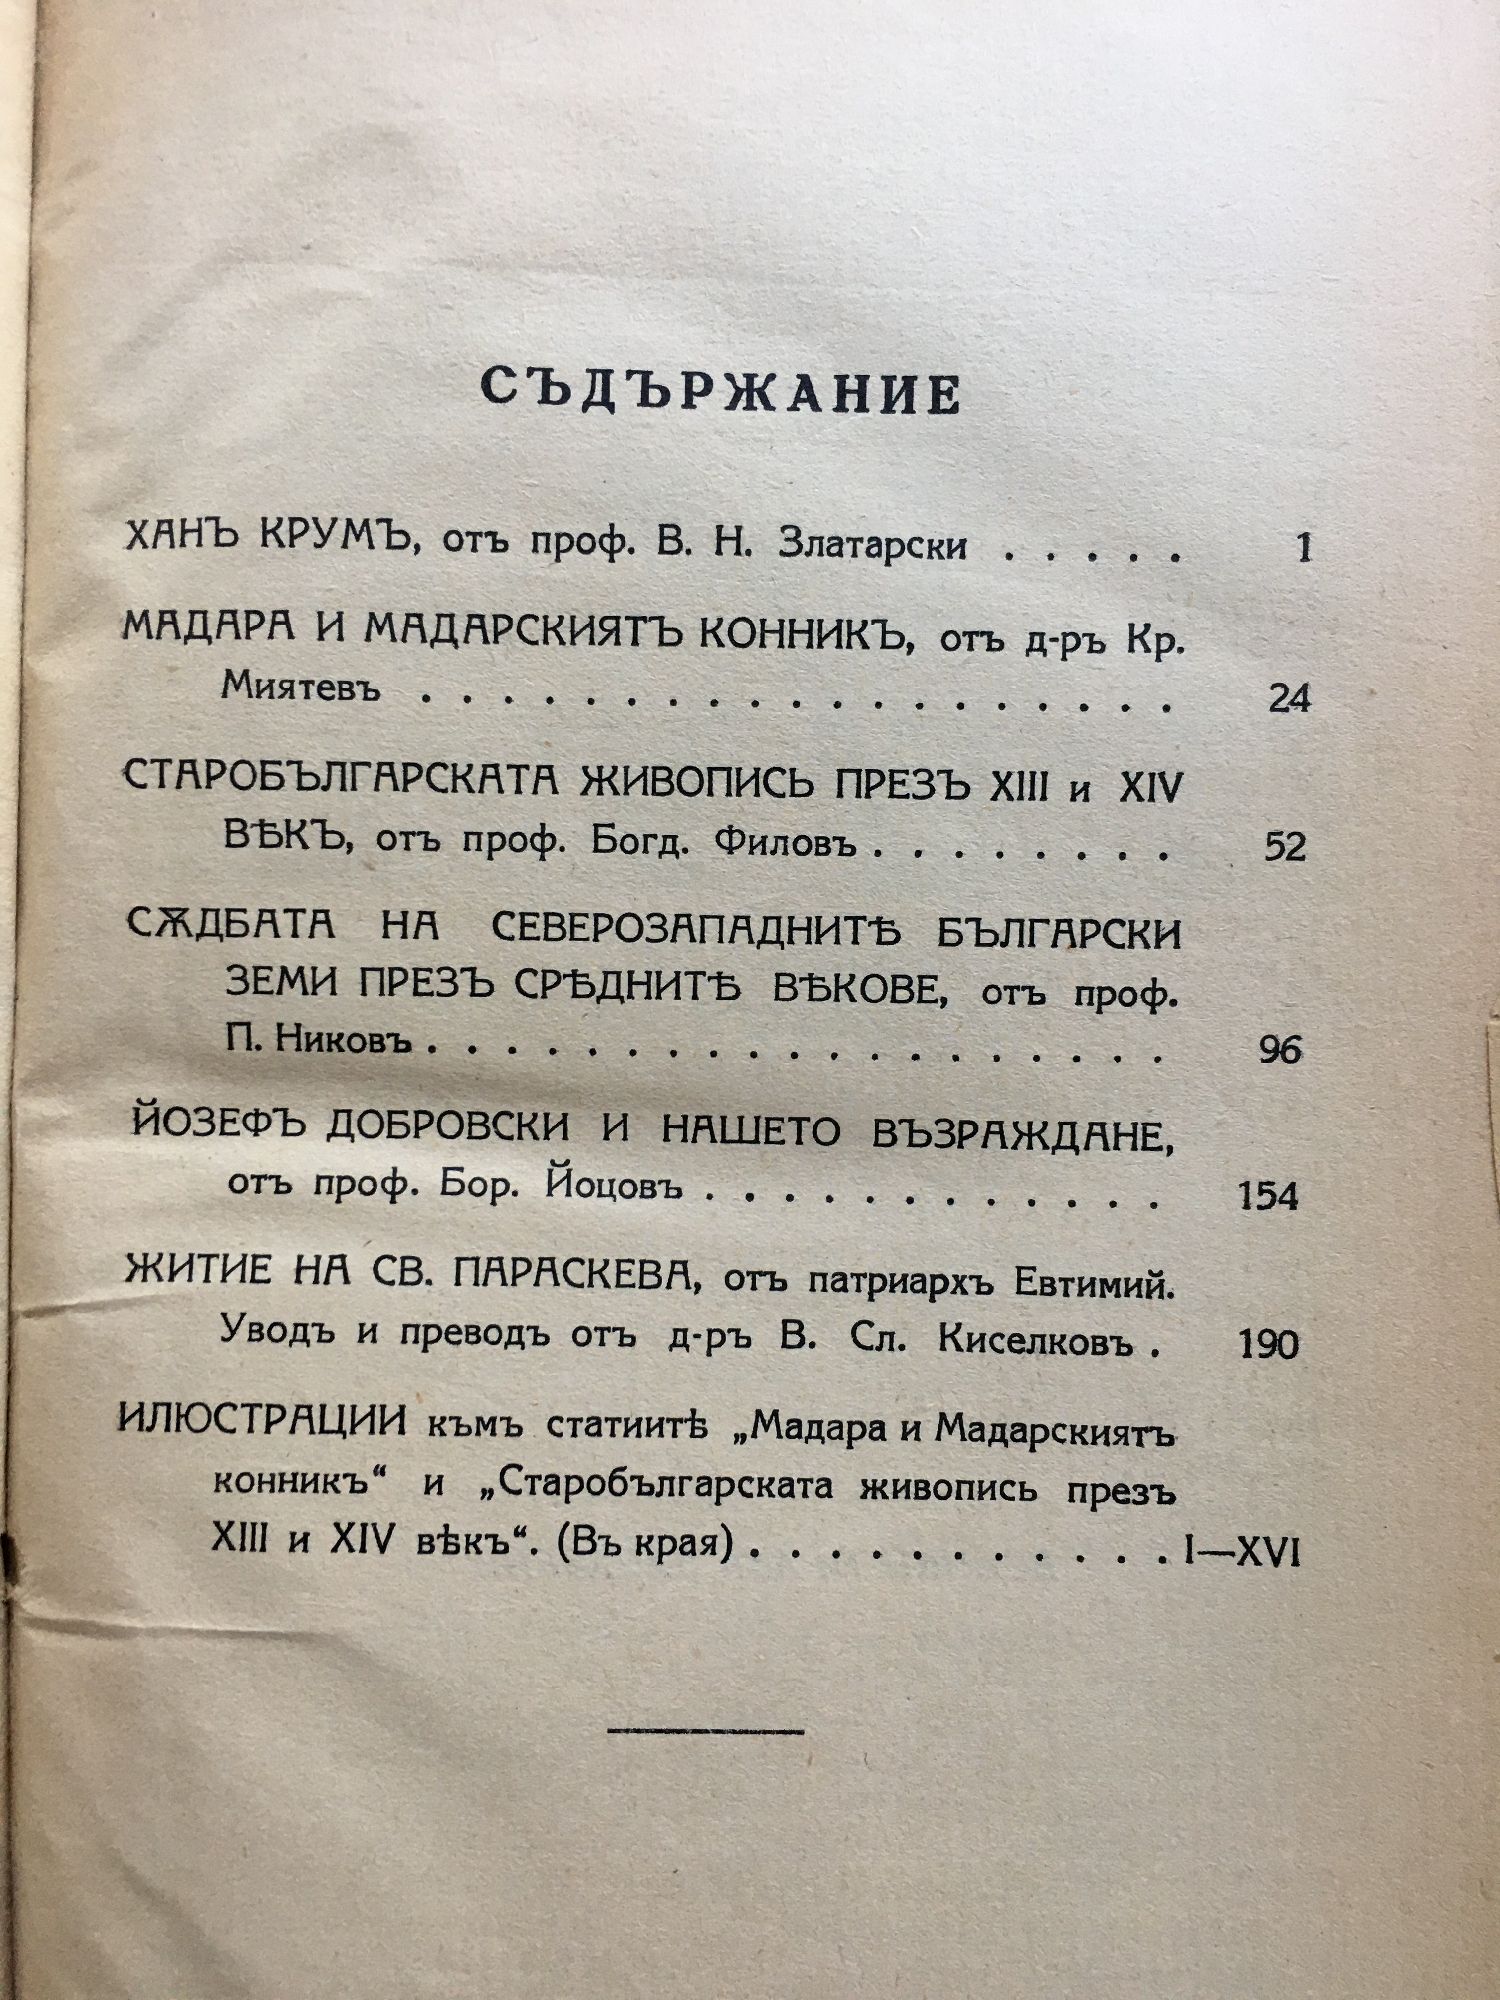 СЪДЪРЖАНИЕ
ХАНЪ КРУМЪ, отъ проф. В. Н. Златарски . . . . . 1
МАДАРА И МАДАРСКИЯТЪ КОННИКЪ, отъ д-ръ Кр.
Миятевъ . . . . . . . . . . . . . . . . . . . 24
СТАРОБЪЛГАРСКАТА ЖИВОПИСЬ ПРЕЗЪ XIII и XIV
ВѢКЪ, отъ проф. Богд. Филовъ . . . . . . . . 52
СѪДБАТА НА СЕВЕРОЗАПАДНИТѢ БЪЛГАРСКИ
ЗЕМИ ПРЕЗЪ СРѢДНИТѢ ВѢКОВЕ, отъ проф.
П. Никовъ . . . . . . . . . . . . . . . . . . . 96
ЙОЗЕФЪ ДОБРОВСКИ И НАШЕТО ВЪЗРАЖДАНЕ,
отъ проф. Бор. Йоцовъ . . . . . . . . . . . . 154
ЖИТИЕ НА СВ. ПАРАСКЕВА, отъ патриархъ Евтимий.
Уводъ и преводъ отъ д-ръ В. Сл. Киселковъ . 190
ИЛЮСТРАЦИИ къмъ статиитѣ „Мадара и Мадарскиятъ
конникъ“ и „Старобългарската живопись презъ
XIII и XIV вѣкъ“. (Въ края) . . . . . . . . . . . I—XVI